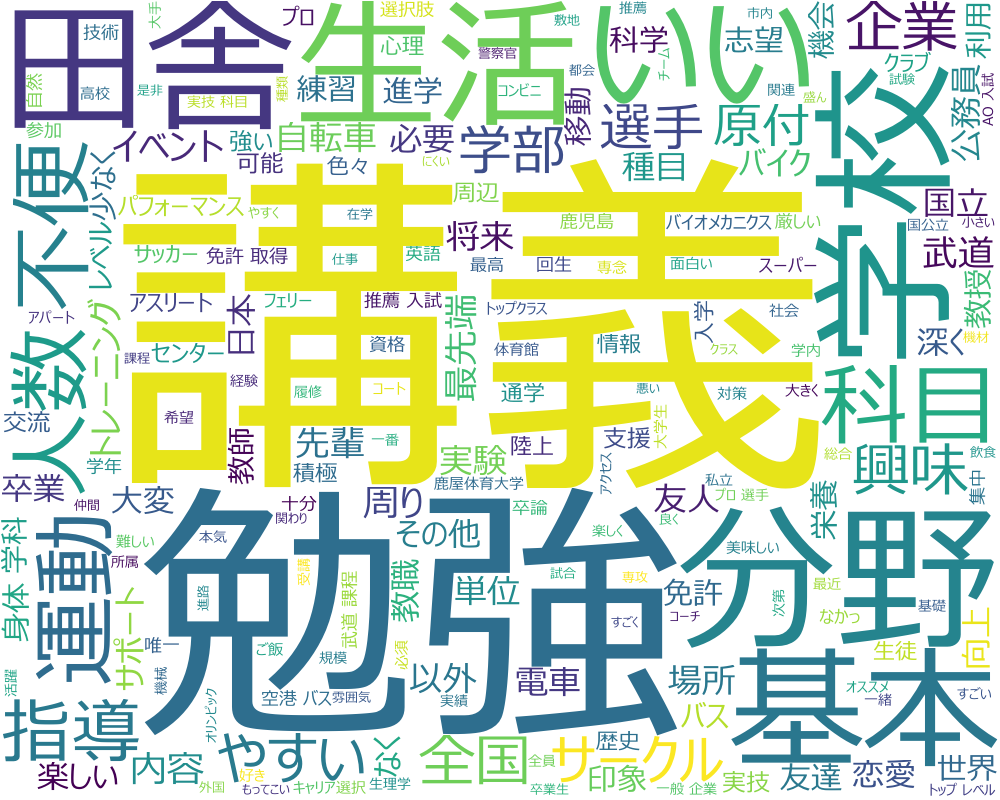 大手
プロ
選択肢
敷地
推薦
市内
機会
企業
利用
田舎
生活
いい
技術
心理
警察官
科学
志望
クラブ
自然
高校
是非
実技 科目
種類
練習
進学
コンビニ
都会
チーム
関連
盛ん
試験
公務員
AO 入試
学校
参加
イベント
強い
自転車
必要
学部
移動
選手
原付
不便
レベル
少なく
可能
色々
にくい
種目
バイク
国立
国公立
小さい
講義
パフォーマンス
在学
やすく
周辺
鹿児島
バイオメカニクス
厳しい
武道
サッカー
免許 取得
仕事
英語
将来
最高
回生
専念
面白い
スーパー
教授
アスリート
フェリー
推薦 入試
最先端
トップクラス
入学
社会
アパート
日本
人数
トレーニング
センター
課程
資格
体育館
情報
クラス
学内
深く
機材
経験
履修
コート
通学
悪い
対策
大きく
科目
交流
希望
教師
先輩
一番
陸上
支援
大学生
総合
飲食
学年
積極
実験
アクセス
私立
興味
集中
卒業
仲間
大変
十分
関わり
周り
鹿屋体育大学
卒論
友人
プロ 選手
栄養
勉強
分野
身体
学科
運動
難しい
所属
本気
その他
楽しく
良く
美味しい
受講
武道 課程
教職
単位
試合
専攻
免許
次第
最近
進路
すごく
コーチ
なかっ
基礎
サポート
唯一
ご飯
規模
必須
以外
電車
場所
生徒
向上
基本
活躍
機械
オリンピック
空港
バス
雰囲気
実績
オススメ
一緒
すごい
指導
バス
歴史
やすい
なく
全国
全員
サークル
楽しい
内容
印象
実技
友達
恋愛
世界
外国
好き
もってこい
キャリア選択
生理学
卒業生
一般 企業
トップ レベル